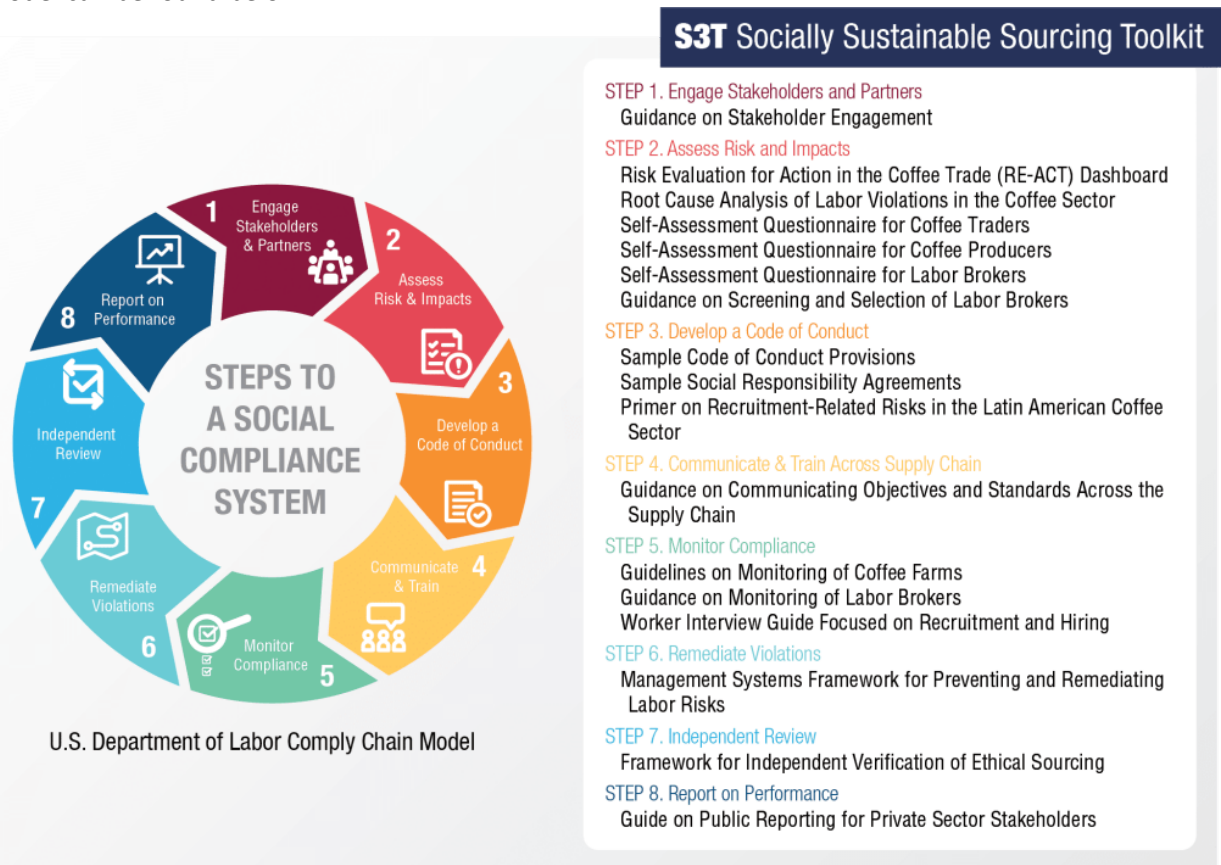 S3T Socially Sustainable Sourcing Toolkit
1
Engage
Stakeholders
& Partners
2
Assess
Risk & Impacts
3
Develop a
Code of Conduct
4
Communicate
& Train
5
Monitor
Compliance
6
Remediate
Violations
7
Independent
Review
8
Report on
Performance
STEPS TO
A SOCIAL
COMPLIANCE
SYSTEM
U.S. Department of Labor Comply Chain Model
STEP 1. Engage Stakeholders and Partners
Guidance on Stakeholder Engagement
STEP 2. Assess Risk and Impacts
Risk Evaluation for Action in the Coffee Trade (RE-ACT) Dashboard
Root Cause Analysis of Labor Violations in the Coffee Sector
Self-Assessment Questionnaire for Coffee Traders
Self-Assessment Questionnaire for Coffee Producers
Self-Assessment Questionnaire for Labor Brokers
Guidance on Screening and Selection of Labor Brokers
STEP 3. Develop a Code of Conduct
Sample Code of Conduct Provisions
Sample Social Responsibility Agreements
Primer on Recruitment-Related Risks in the Latin American Coffee
Sector
STEP 4. Communicate & Train Across Supply Chain
Guidance on Communicating Objectives and Standards Across the
Supply Chain
STEP 5. Monitor Compliance
Guidelines on Monitoring of Coffee Farms
Guidance on Monitoring of Labor Brokers
Worker Interview Guide Focused on Recruitment and Hiring
STEP 6. Remediate Violations
Management Systems Framework for Preventing and Remediating
Labor Risks
STEP 7. Independent Review
Framework for Independent Verification of Ethical Sourcing
STEP 8. Report on Performance
Guide on Public Reporting for Private Sector Stakeholders